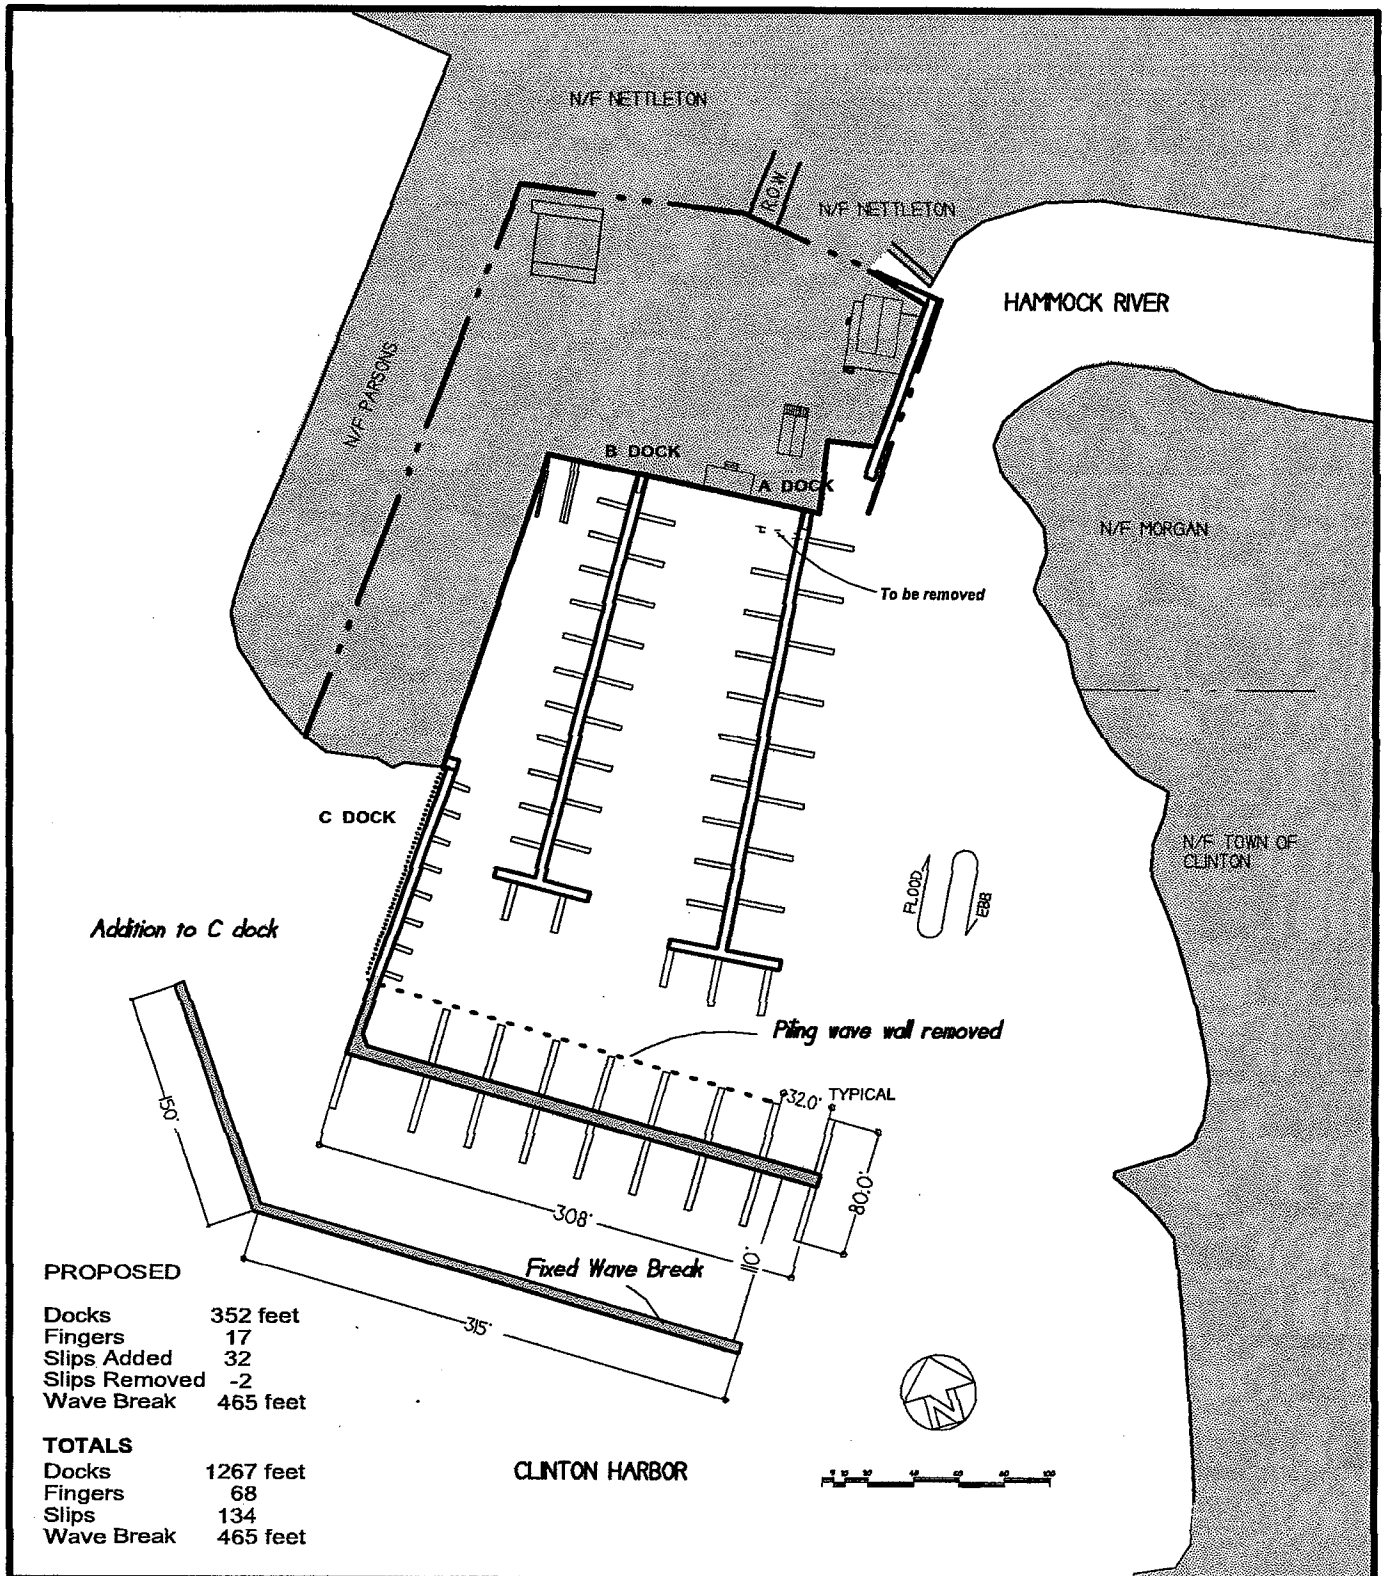 N/F NETTLETON
R.O.W.
N/F NETTLETON
HAMMOCK RIVER
N/F PARSONS
B DOCK
A DOCK
N/F MORGAN
To be removed
C DOCK
N/F TOWN OF
CLINTON
FLOOD
EBB
Addition to C dock
Piling wave wall removed
150'
32.0' TYPICAL
80.0'
308'
110'
Fixed Wave Break
315'
PROPOSED
Docks 352 feet
Fingers 17
Slips Added 32
Slips Removed -2
Wave Break 465 feet
N
TOTALS
Docks 1267 feet
Fingers 68
Slips 134
Wave Break 465 feet
CLINTON HARBOR